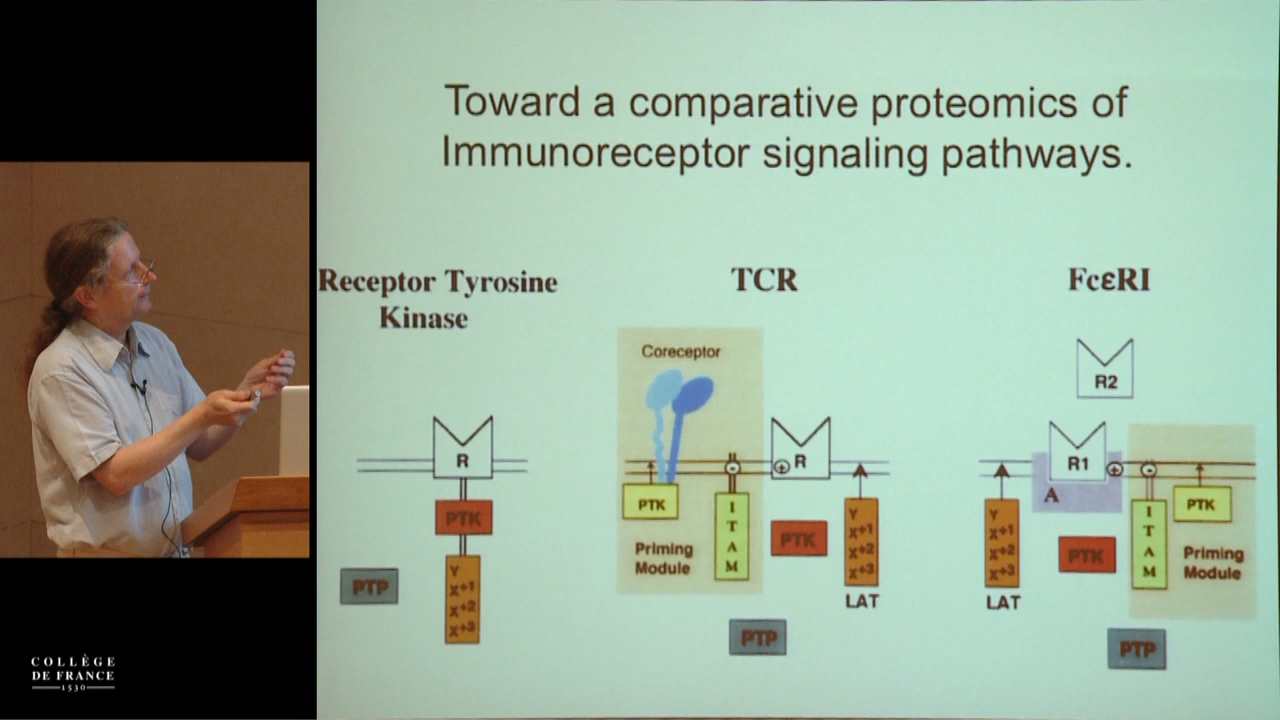 Toward a comparative proteomics of
Immunoreceptor signaling pathways.
Receptor Tyrosine
Kinase
R
PTK
Y
X+1
X+2
X+3
PTP
TCR
Coreceptor
R
+
-
PTK
I
T
A
M
Priming
Module
PTK
Y
X+1
X+2
X+3
LAT
PTP
FcεRI
R2
R1
+
-
A
Y
X+1
X+2
X+3
LAT
PTK
I
T
A
M
PTK
Priming
Module
PTP
COLLÈGE
DE FRANCE
1530